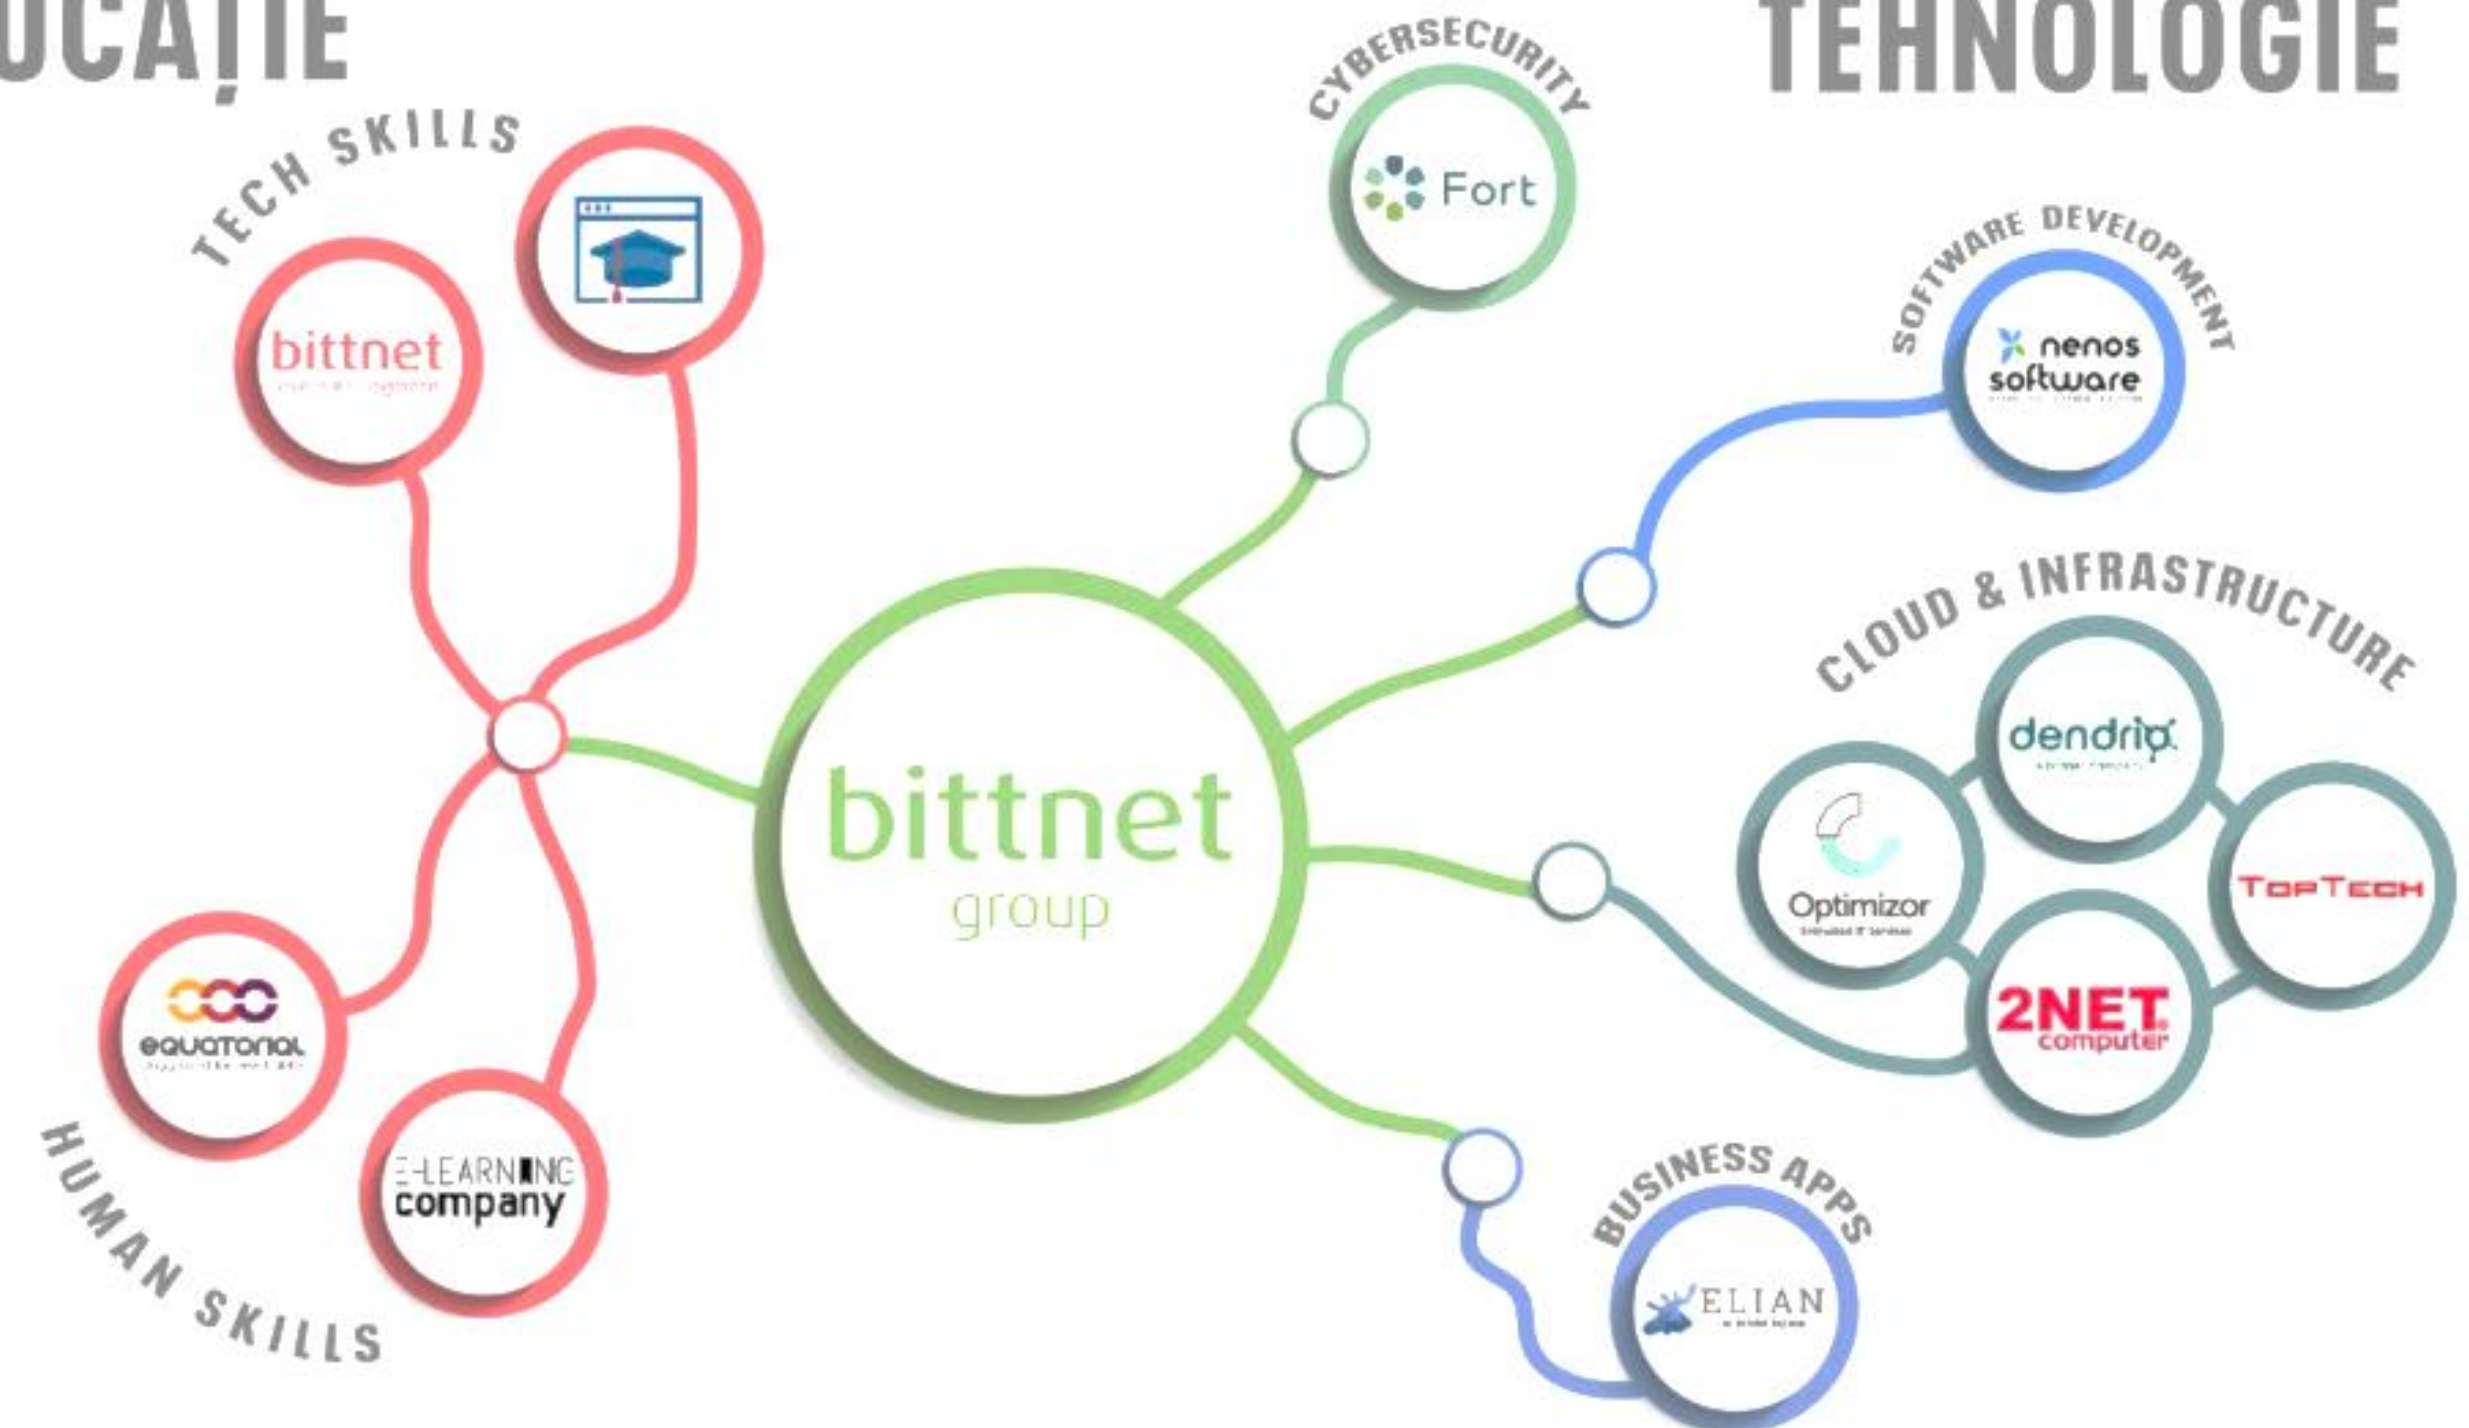 UCAȚIE
TEHNOLOGIE
TECH SKILLS
bittnet
CYBERSECURITY
Fort
SOFTWARE DEVELOPMENT
nenos
software
CLOUD & INFRASTRUCTURE
dendrio
Optimizor
TOPTECH
2NET
computer
bittnet
group
equatorial
HUMAN SKILLS
E-LEARNING
company
BUSINESS APPS
ELIAN